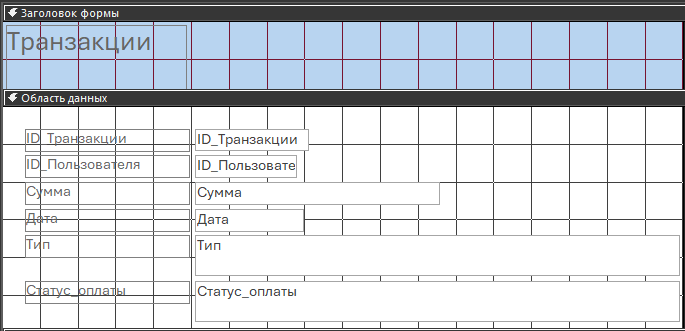 Заголовок формы
Транзакции
Область данных
ID_Транзакции ID_Транзакции
ID_Пользователя ID_Пользовате
Сумма Сумма
Дата Дата
Тип Тип
Статус_оплаты Статус_оплаты